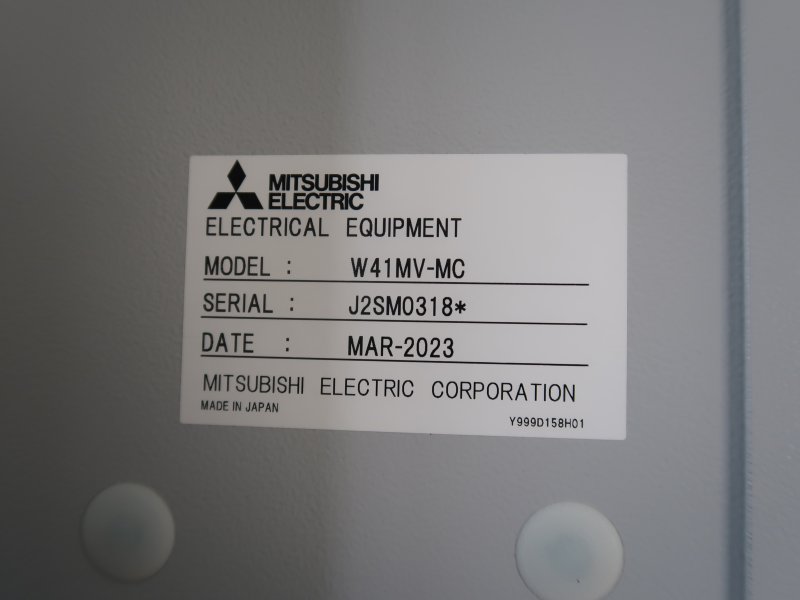 MITSUBISHI
ELECTRIC
ELECTRICAL EQUIPMENT
MODEL : W41MV-MC
SERIAL : J2SM0318*
DATE : MAR-2023
MITSUBISHI ELECTRIC CORPORATION
MADE IN JAPAN
Y999D158H01